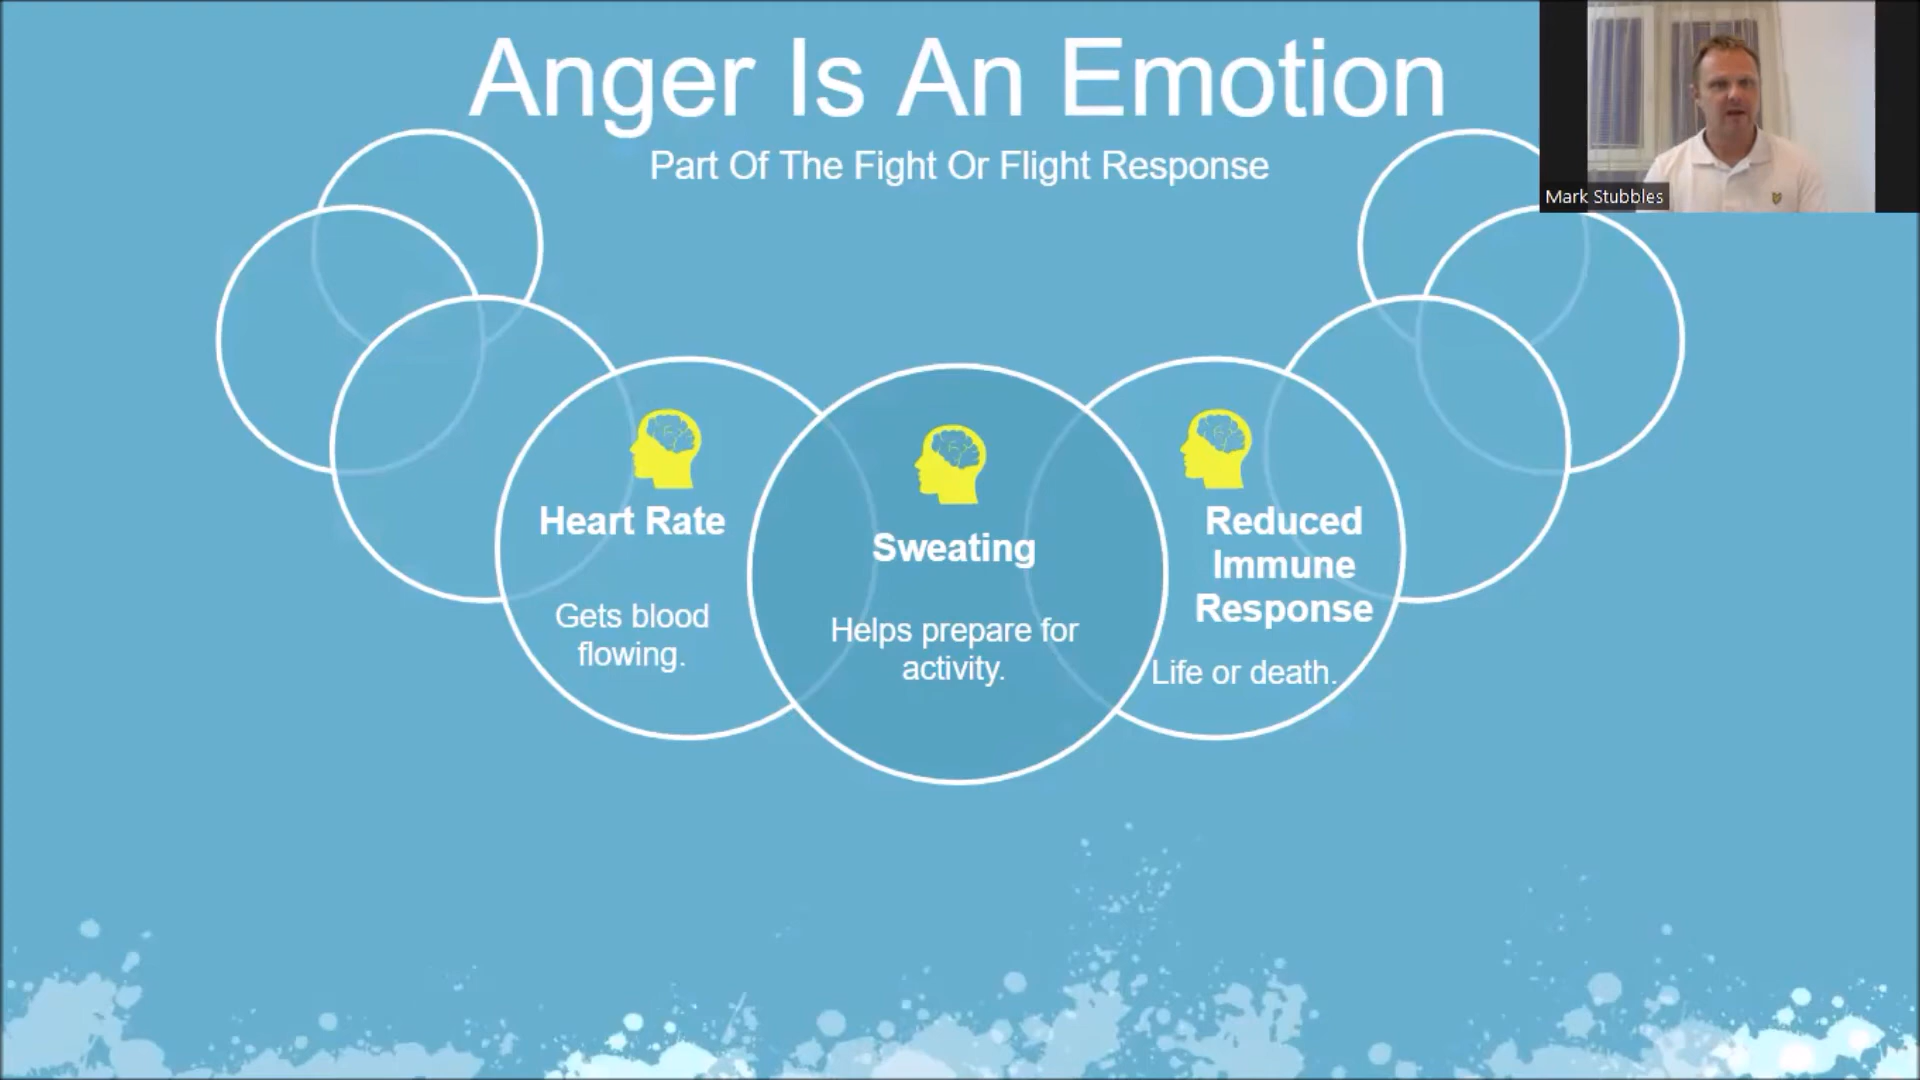 Anger Is An Emotion
Part Of The Fight Or Flight Response
Mark Stubbles
Heart Rate
Gets blood
flowing.
Sweating
Helps prepare for
activity.
Reduced
Immune
Response
Life or death.